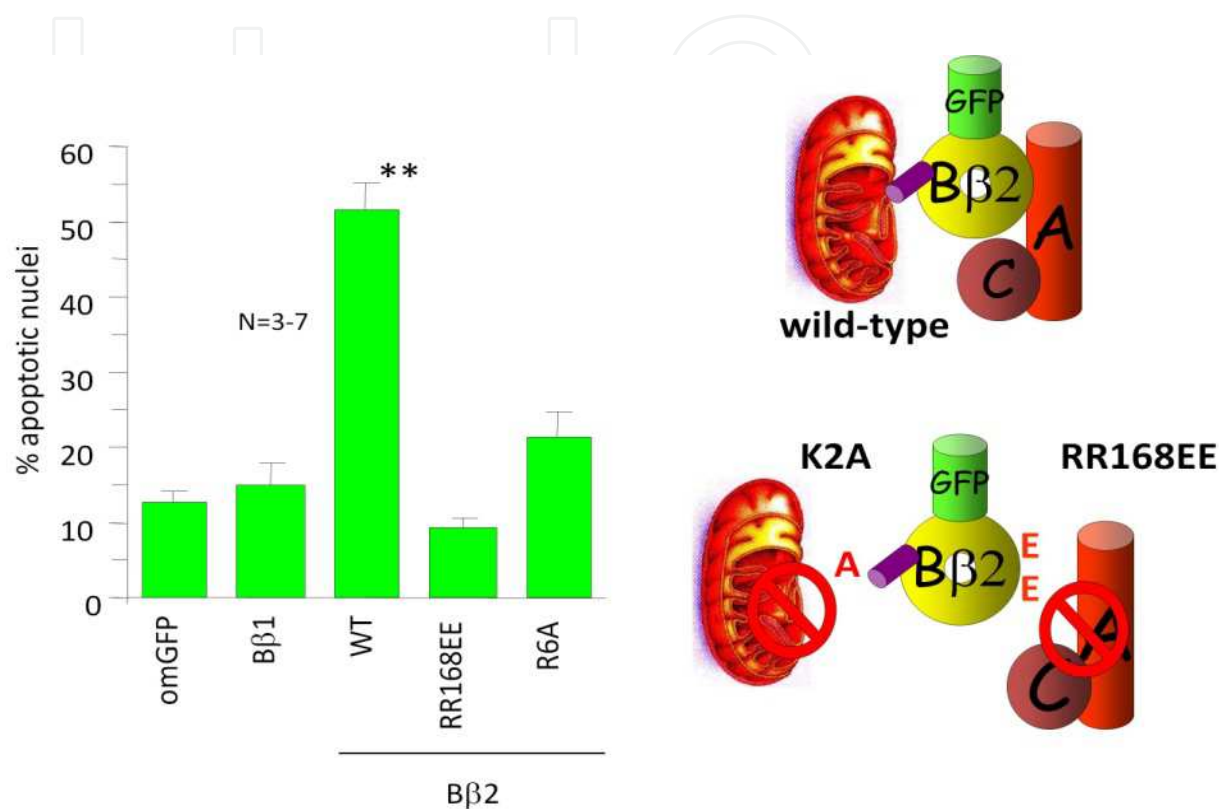 60
50
40
30
20
10
0
% apoptotic nuclei
**
N=3-7
omGFP
Bβ1
WT
RR168EE
R6A
Bβ2
GFP
Bβ2
A
C
wild-type
K2A
RR168EE
GFP
A
Bβ2
E
E
A
C